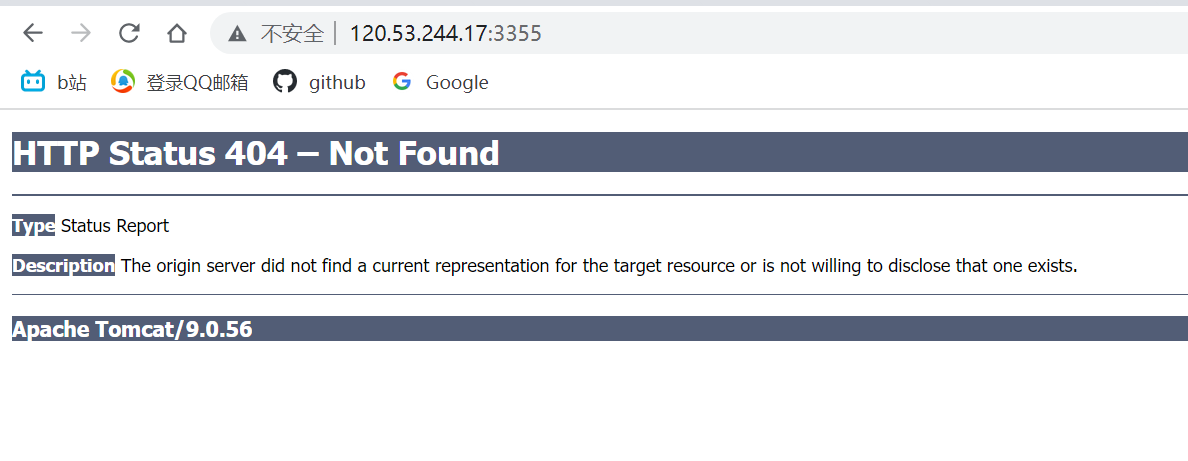 不安全 | 120.53.244.17:3355
b站 登录QQ邮箱 github Google
HTTP Status 404 – Not Found
Type Status Report
Description The origin server did not find a current representation for the target resource or is not willing to disclose that one exists.
Apache Tomcat/9.0.56